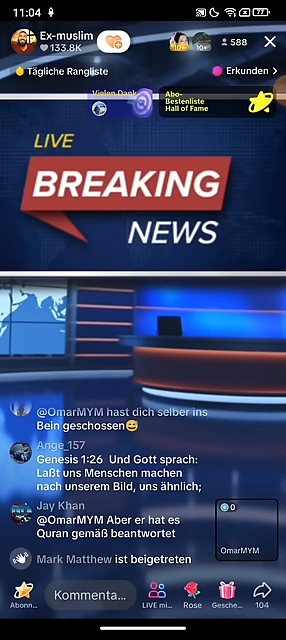 11:04
77
Ex-muslim
133.8K
10+
10+
588
Tägliche Rangliste
Erkunden >
Vielen Dank
Abo-
Bestenliste
Hall of Fame
LIVE
BREAKING
NEWS
@OmarMYM hast dich selber ins
Bein geschossen😅
Ange_157
Genesis 1:26 Und Gott sprach:
Laßt uns Menschen machen
nach unserem Bild, uns ähnlich;
Jay Khan
@OmarMYM Aber er hat es
Quran gemäß beantwortet
0
OmarMYM
Mark Matthew ist beigetreten
Kommenta...
Abonn...
LIVE mi...
Rose
Gesche...
104